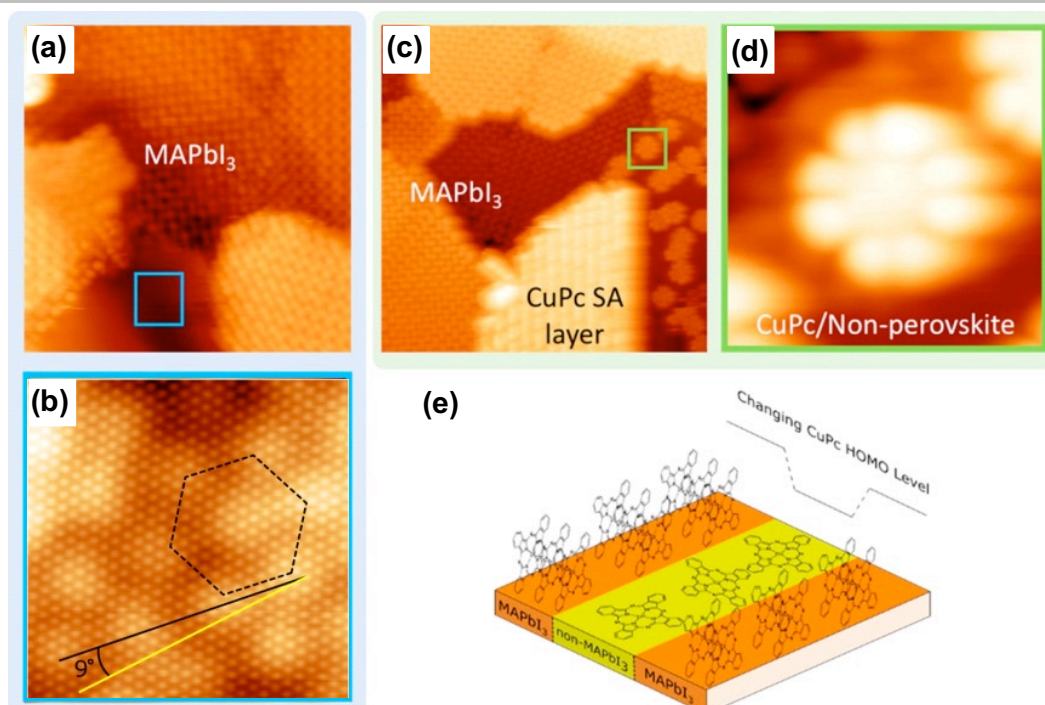 (a)
MAPbI₃
(b)
9°
(c)
MAPbI₃
CuPc SA
layer
(d)
CuPc/Non-perovskite
(e)
Changing CuPc HOMO Level
MAPbI₃
non-MAPbI₃
MAPbI₃